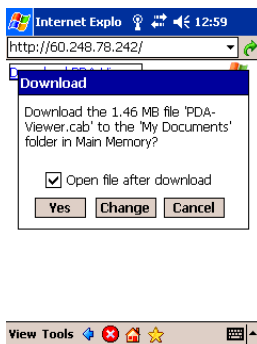 Internet Explo 12:59
http://60.248.78.242/
Download
Download the 1.46 MB file 'PDA-
Viewer.cab' to the 'My Documents'
folder in Main Memory?
Open file after download
Yes Change Cancel
View Tools